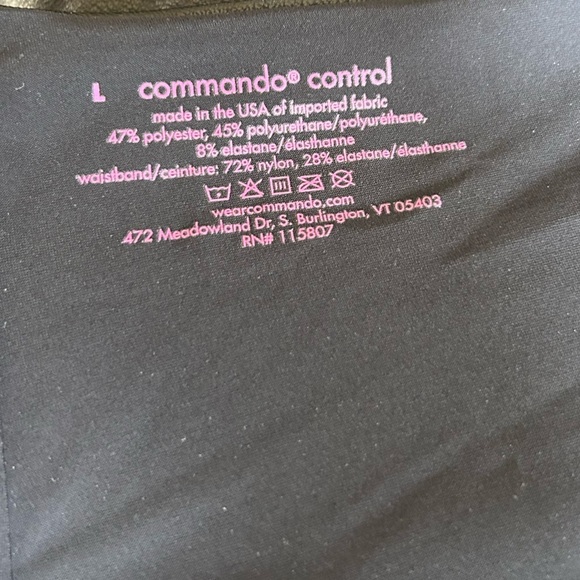 L commando® control
made in the USA of imported fabric
47% polyester, 45% polyurethane/polyuréthane,
8% elastane/élasthanne
waistband/ceinture: 72% nylon, 28% elastane/élasthanne
wearcommando.com
472 Meadowland Dr, S. Burlington, VT 05403
RN# 115807